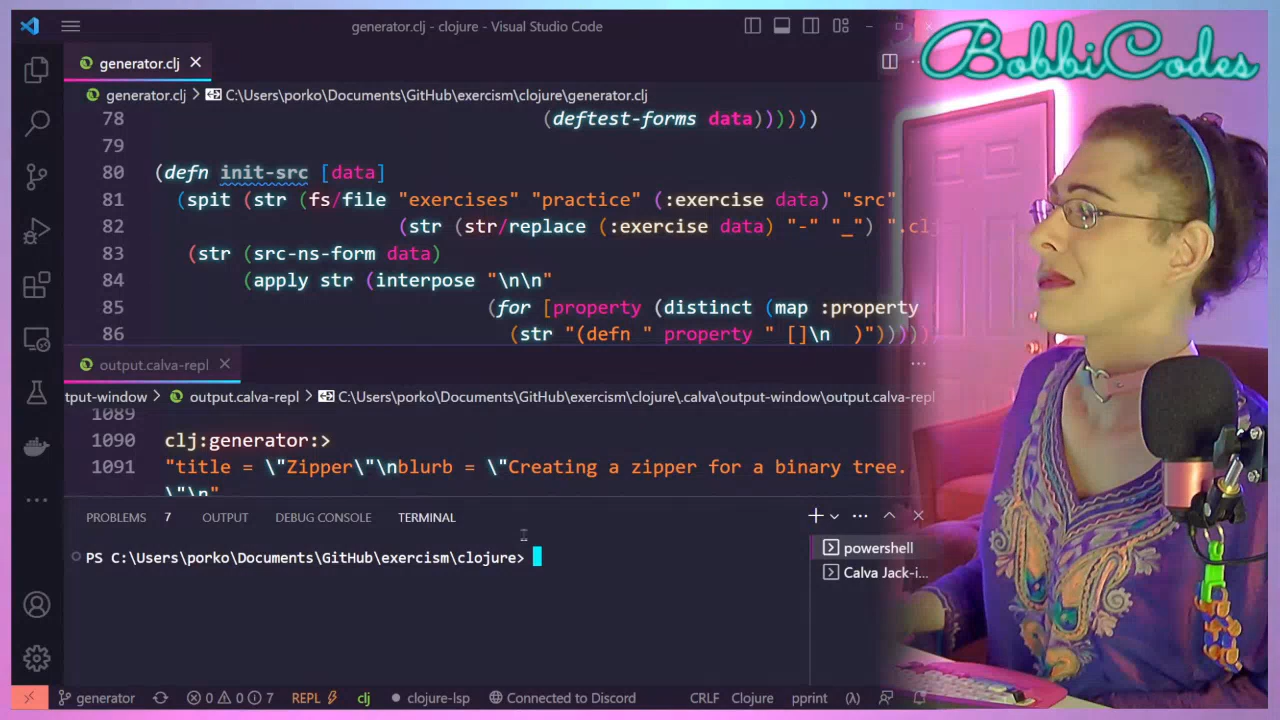 generator.clj - clojure - Visual Studio Code
BobbiCodes
generator.clj
generator.clj > C:\Users\porko\Documents\GitHub\exercism\clojure\generator.clj
78 (deftest-forms data))))))
79
80 (defn init-src [data]
81 (spit (str (fs/file "exercises" "practice" (:exercise data) "src"
82 (str (str/replace (:exercise data) "-" "_") ".clj
83 (str (src-ns-form data)
84 (apply str (interpose "\n\n"
85 (for [property (distinct (map :property
86 (str "(defn " property " []\n )")))))
output.calva-repl
tput-window > output.calva-repl > C:\Users\porko\Documents\GitHub\exercism\clojure\.calva\output-window\output.calva-repl
1089
1090 clj:generator:>
1091 "title = \"Zipper\"\nblurb = \"Creating a zipper for a binary tree.
\"\n"
PROBLEMS 7 OUTPUT DEBUG CONSOLE TERMINAL
PS C:\Users\porko\Documents\GitHub\exercism\clojure>
powershell
Calva Jack-i...
generator 0 0 7 REPL clj clojure-lsp Connected to Discord CRLF Clojure pprint (λ)